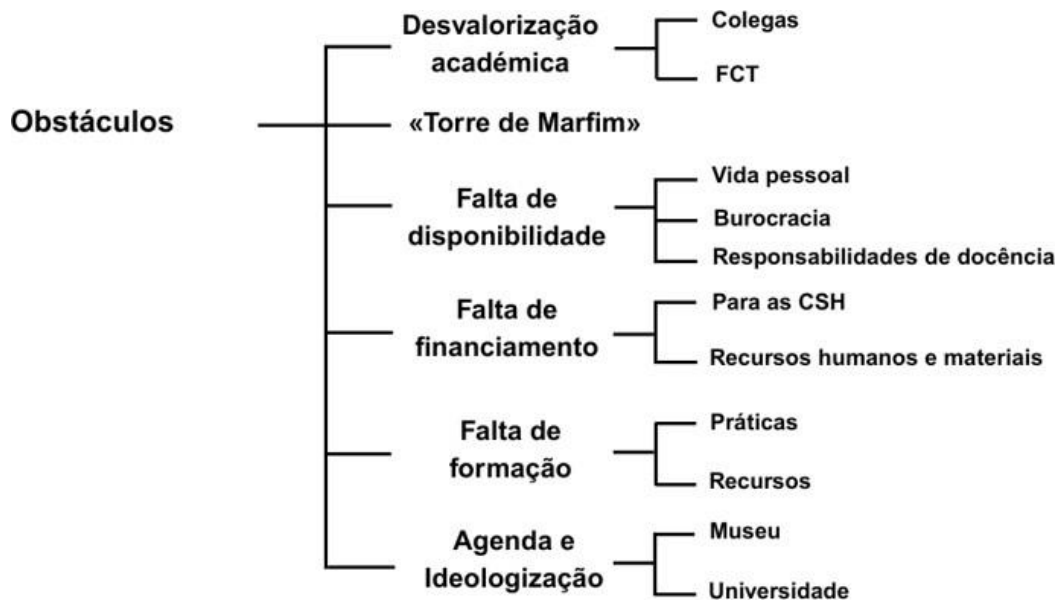 Obstáculos
Desvalorização
académica
Colegas
FCT
«Torre de Marfim»
Falta de
disponibilidade
Vida pessoal
Burocracia
Responsabilidades de docência
Falta de
financiamento
Para as CSH
Recursos humanos e materiais
Falta de
formação
Práticas
Recursos
Agenda e
Ideologização
Museu
Universidade